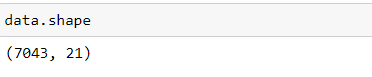 data.shape
(7043, 21)